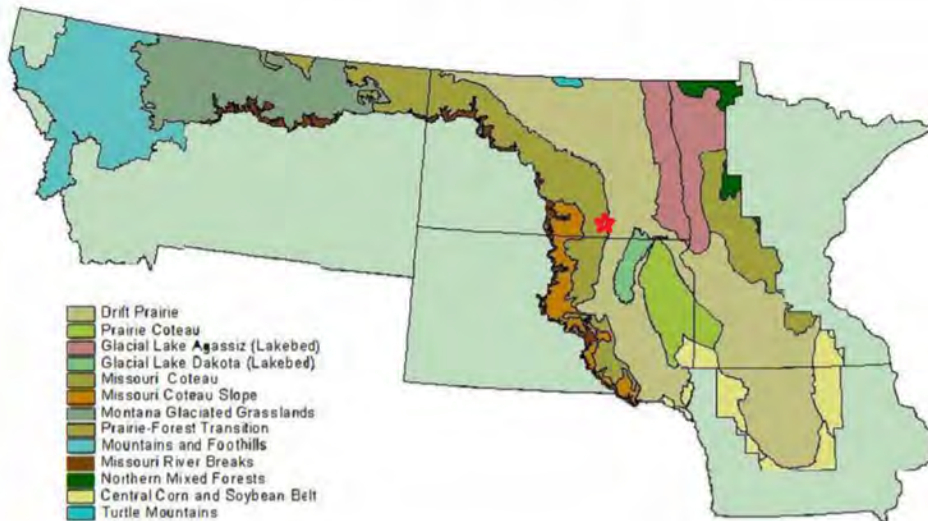 Drift Prairie
Prairie Coteau
Glacial Lake Agassiz (Lakebed)
Glacial Lake Dakota (Lakebed)
Missouri Coteau
Missouri Coteau Slope
Montana Glaciated Grasslands
Prairie-Forest Transition
Mountains and Foothills
Missouri River Breaks
Northern Mixed Forests
Central Corn and Soybean Belt
Turtle Mountains